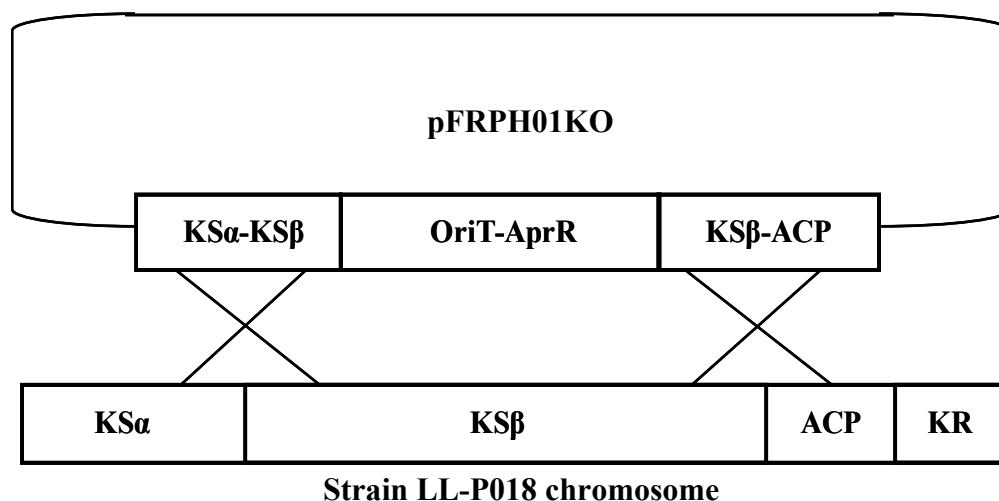 pFRPH01KO
KSα-KSβ OriT-AprR KSβ-ACP
KSα KSβ ACP KR
Strain LL-P018 chromosome